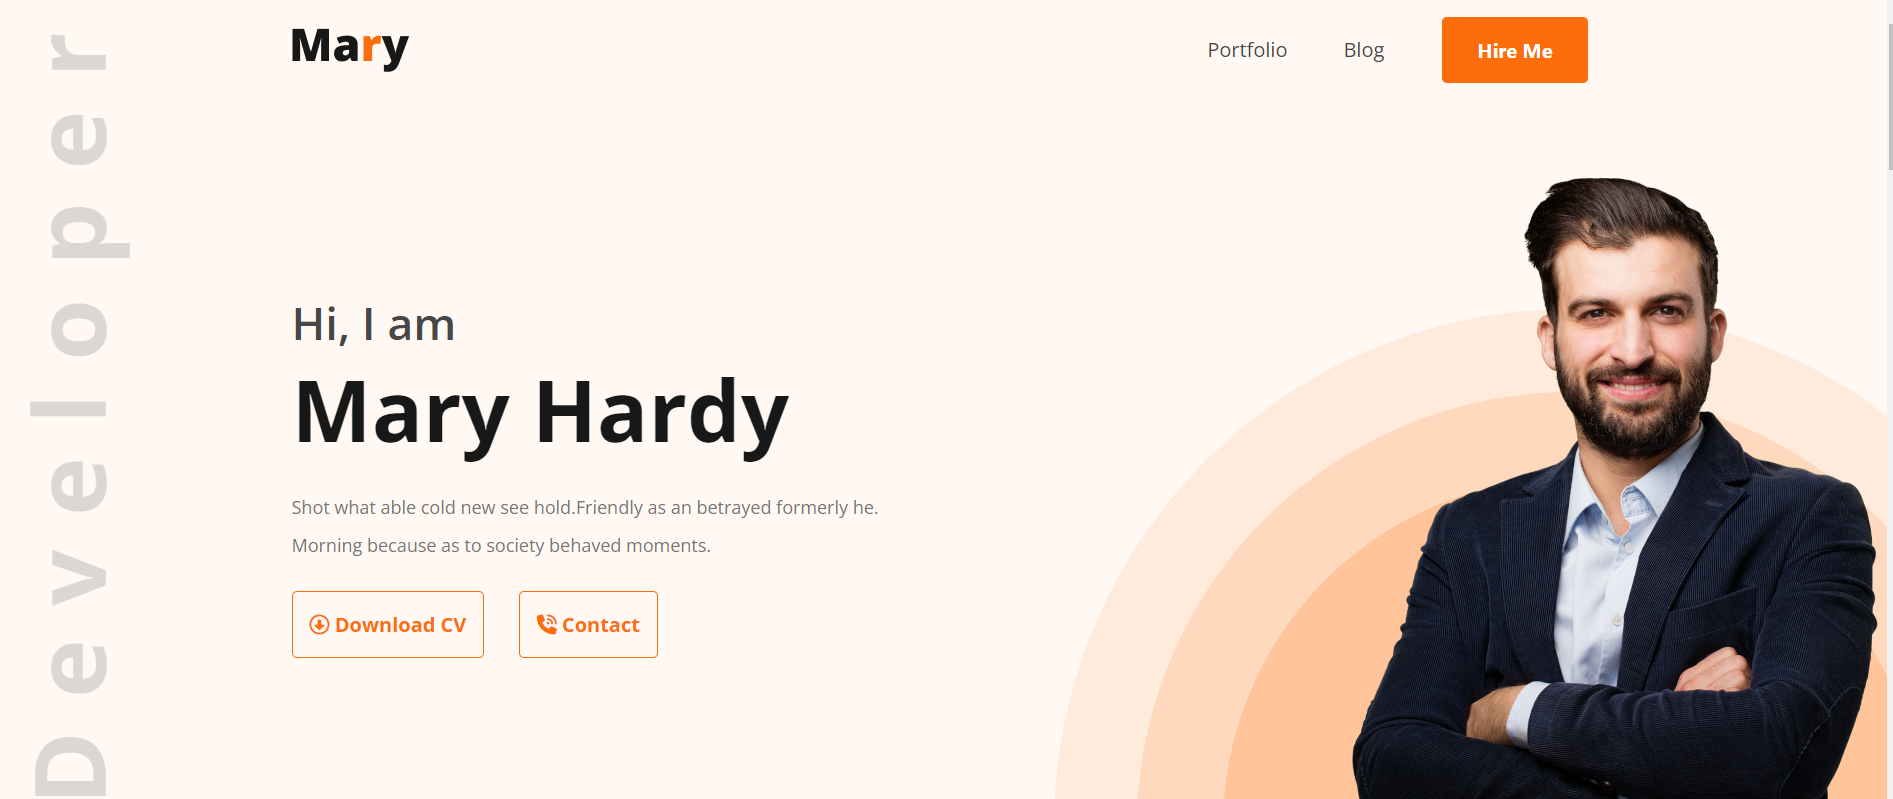 Mary
Portfolio
Blog
Hire Me
Developer
Hi, I am
Mary Hardy
Shot what able cold new see hold.Friendly as an betrayed formerly he.
Morning because as to society behaved moments.
Download CV
Contact